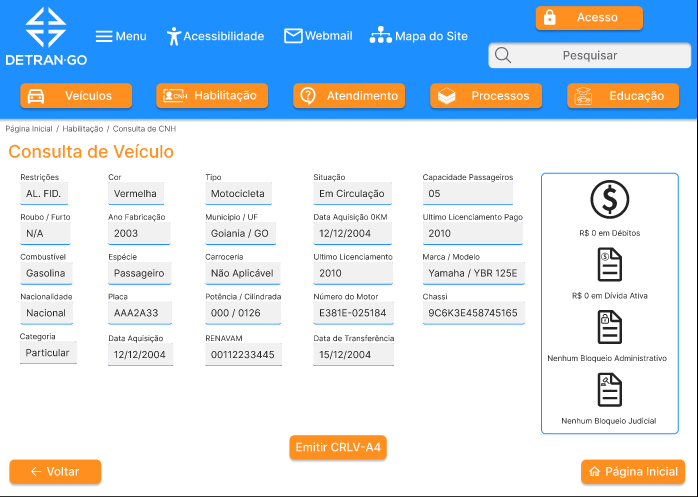 DETRAN·GO
Menu
Acessibilidade
Webmail
Mapa do Site
Acesso
Pesquisar
Veículos
CNH Habilitação
Atendimento
Processos
Educação
Página Inicial / Habilitação / Consulta de CNH
Consulta de Veículo
Restrições Cor Tipo Situação Capacidade Passageiros
AL. FID. Vermelha Motocicleta Em Circulação 05
Roubo / Furto Ano Fabricação Município / UF Data Aquisição 0KM Ultimo Licenciamento Pago
N/A 2003 Goiania / GO 12/12/2004 2010
Combustível Espécie Carroceria Ultimo Licenciamento Marca / Modelo
Gasolina Passageiro Não Aplicável 2010 Yamaha / YBR 125E
Nacionalidade Placa Potência / Cilindrada Número do Motor Chassi
Nacional AAA2A33 000 / 0126 E381E-025184 9C6K3E458745165
Categoria Data Aquisição RENAVAM Data de Transferência
Particular 12/12/2004 00112233445 15/12/2004
$
R$ 0 em Débitos
$
R$ 0 em Dívida Ativa
Nenhum Bloqueio Administrativo
Nenhum Bloqueio Judicial
Emitir CRLV-A4
← Voltar
Página Inicial